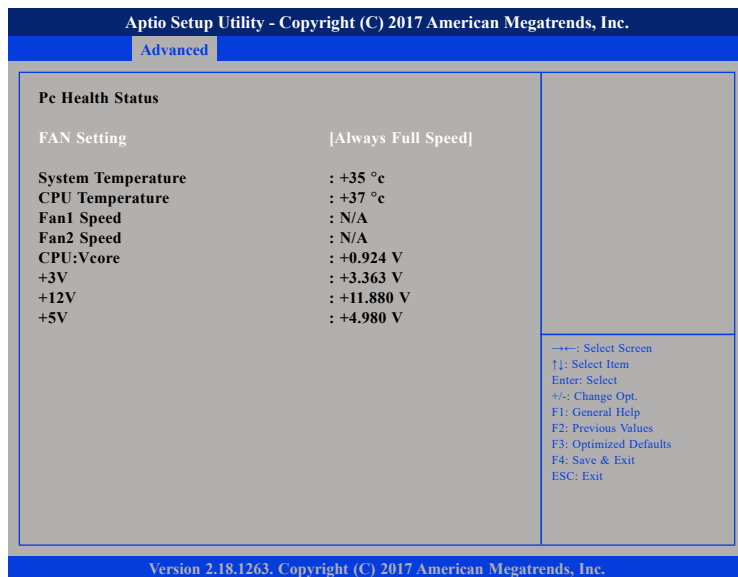 Aptio Setup Utility - Copyright (C) 2017 American Megatrends, Inc.
Advanced
Pc Health Status
FAN Setting [Always Full Speed]
System Temperature : +35 °c
CPU Temperature : +37 °c
Fan1 Speed : N/A
Fan2 Speed : N/A
CPU:Vcore : +0.924 V
+3V : +3.363 V
+12V : +11.880 V
+5V : +4.980 V
→←: Select Screen
↑↓: Select Item
Enter: Select
+/-: Change Opt.
F1: General Help
F2: Previous Values
F3: Optimized Defaults
F4: Save & Exit
ESC: Exit
Version 2.18.1263. Copyright (C) 2017 American Megatrends, Inc.